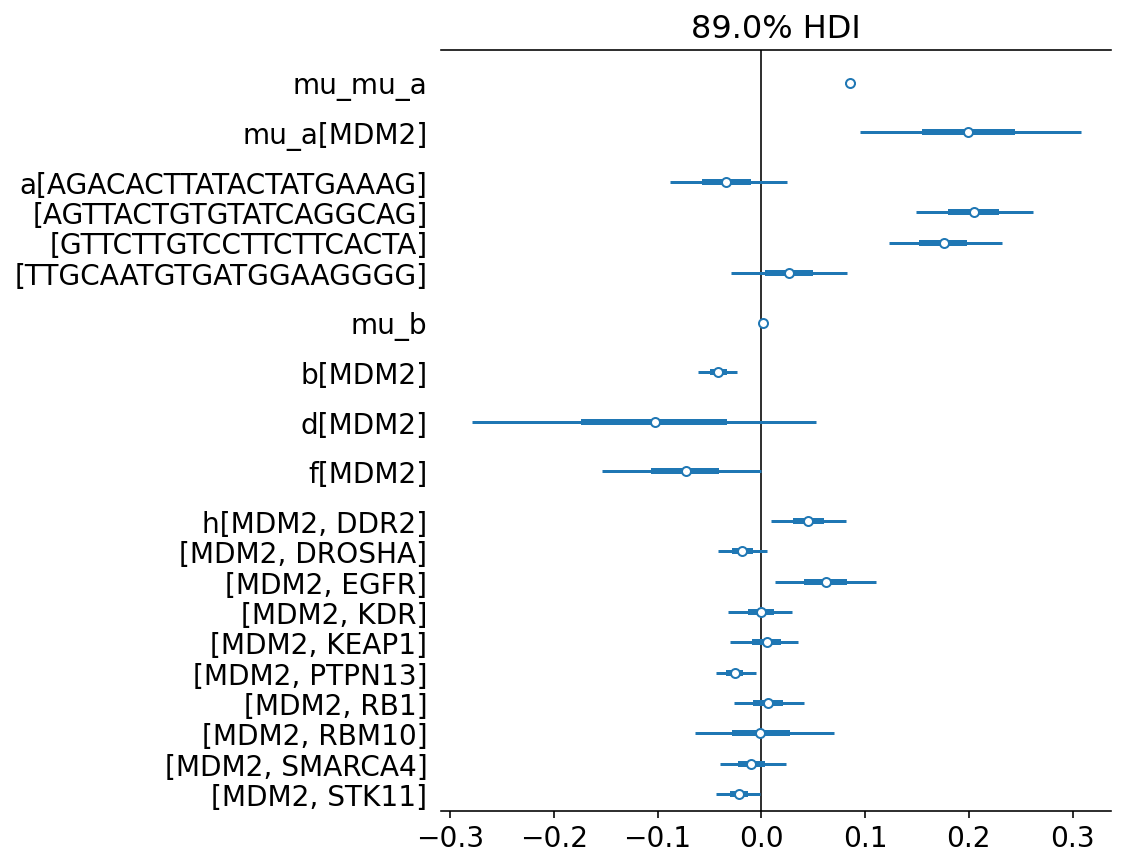 89.0% HDI
mu_mu_a
mu_a[MDM2]
a[AGACACTTATACTATGAAAG]
[AGTTACTGTGTATCAGGCAG]
[GTTCTTGTCCTTCTTCACTA]
[TTGCAATGTGATGGAAGGGG]
mu_b
b[MDM2]
d[MDM2]
f[MDM2]
h[MDM2, DDR2]
[MDM2, DROSHA]
[MDM2, EGFR]
[MDM2, KDR]
[MDM2, KEAP1]
[MDM2, PTPN13]
[MDM2, RB1]
[MDM2, RBM10]
[MDM2, SMARCA4]
[MDM2, STK11]
−0.3 −0.2 −0.1 0.0 0.1 0.2 0.3